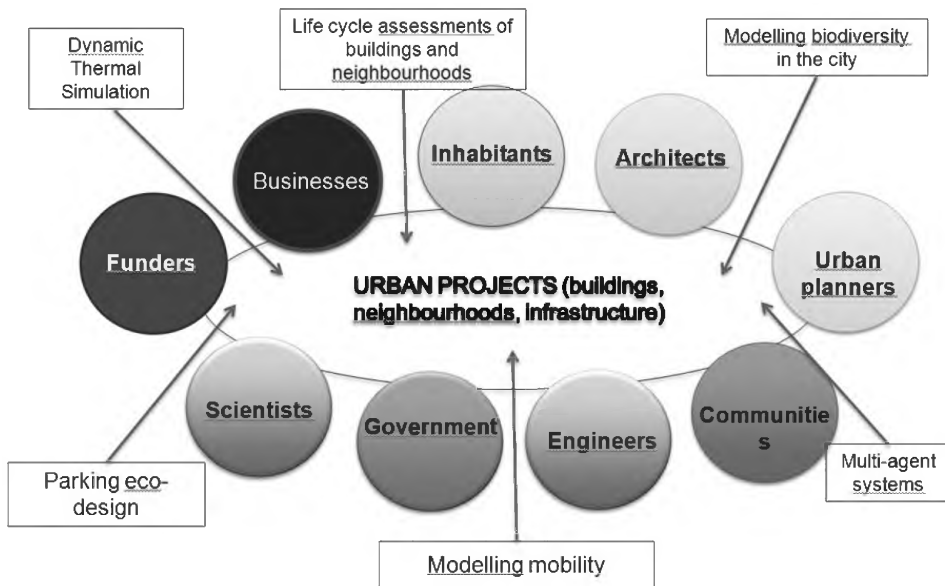 Dynamic
Thermal
Simulation
Life cycle assessments of
buildings and
neighbourhoods
Modelling biodiversity
in the city
Businesses
Inhabitants
Architects
Funders
Urban
planners
URBAN PROJECTS (buildings,
neighbourhoods, infrastructure)
Scientists
Government
Engineers
Communitie
s
Parking eco-
design
Modelling mobility
Multi-agent
systems